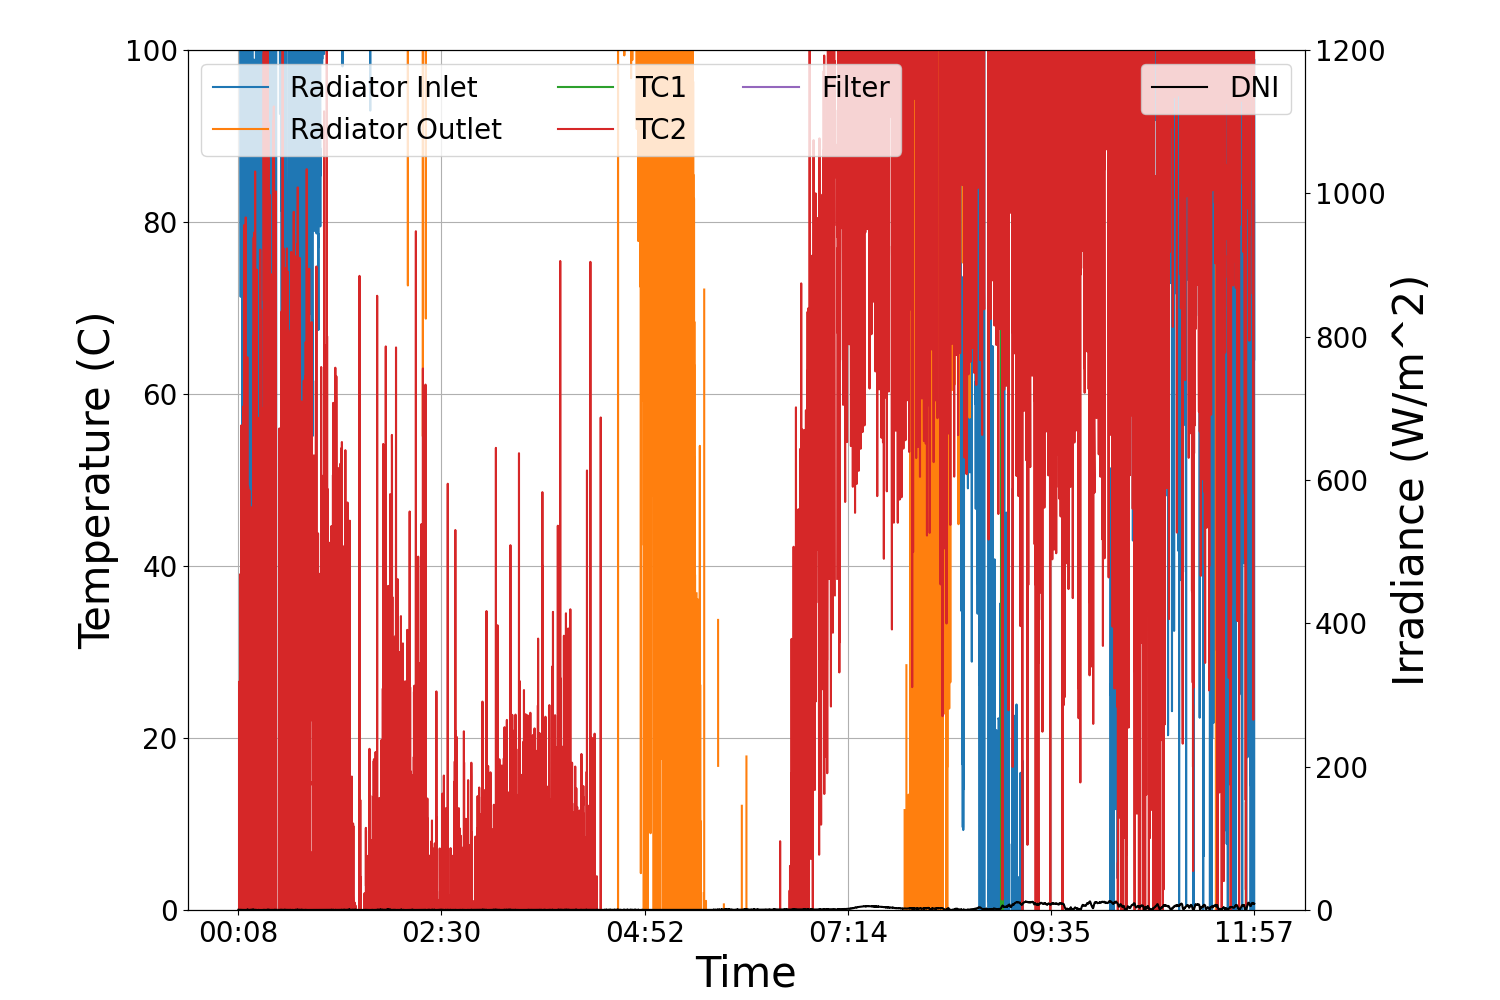 100
80
60
40
20
0
Temperature (C)
Radiator Inlet
Radiator Outlet
TC1
TC2
Filter
DNI
1200
1000
800
600
400
200
0
Irradiance (W/m^2)
00:08
02:30
04:52
07:14
09:35
11:57
Time